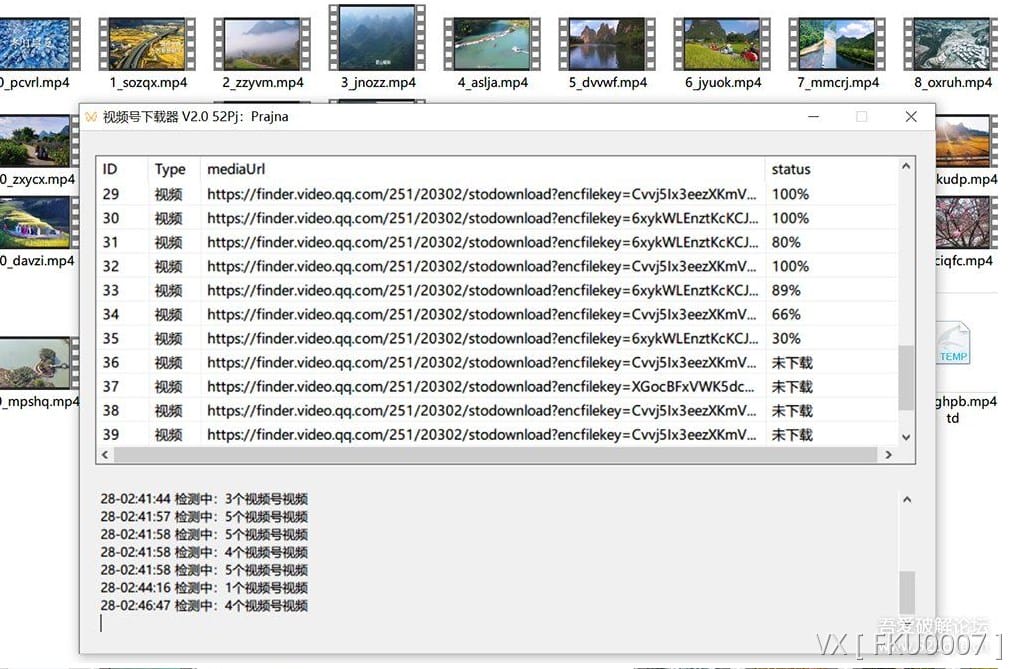 0_pcvrl.mp4 1_sozqx.mp4 2_zzyvm.mp4 3_jnozz.mp4 4_aslja.mp4 5_dvvwf.mp4 6_jyuok.mp4 7_mmcrj.mp4 8_oxruh.mp4
视频号下载器 V2.0 52Pj：Prajna
0_zxycx.mp4
kudp.mp4
0_davzi.mp4
ciqfc.mp4
TEMP
0_mpshq.mp4
ghpb.mp4
td
ID Type mediaUrl status
29 视频 https://finder.video.qq.com/251/20302/stodownload?encfilekey=Cvvj5Ix3eezXKmV... 100%
30 视频 https://finder.video.qq.com/251/20302/stodownload?encfilekey=6xykWLEnztKcKCJ... 100%
31 视频 https://finder.video.qq.com/251/20302/stodownload?encfilekey=6xykWLEnztKcKCJ... 80%
32 视频 https://finder.video.qq.com/251/20302/stodownload?encfilekey=Cvvj5Ix3eezXKmV... 100%
33 视频 https://finder.video.qq.com/251/20302/stodownload?encfilekey=6xykWLEnztKcKCJ... 89%
34 视频 https://finder.video.qq.com/251/20302/stodownload?encfilekey=Cvvj5Ix3eezXKmV... 66%
35 视频 https://finder.video.qq.com/251/20302/stodownload?encfilekey=6xykWLEnztKcKCJ... 30%
36 视频 https://finder.video.qq.com/251/20302/stodownload?encfilekey=Cvvj5Ix3eezXKmV... 未下载
37 视频 https://finder.video.qq.com/251/20302/stodownload?encfilekey=XGocBFxVWK5dc... 未下载
38 视频 https://finder.video.qq.com/251/20302/stodownload?encfilekey=Cvvj5Ix3eezXKmV... 未下载
39 视频 https://finder.video.qq.com/251/20302/stodownload?encfilekey=Cvvj5Ix3eezXKmV... 未下载
28-02:41:44 检测中：3个视频号视频
28-02:41:57 检测中：5个视频号视频
28-02:41:58 检测中：5个视频号视频
28-02:41:58 检测中：4个视频号视频
28-02:41:58 检测中：5个视频号视频
28-02:44:16 检测中：1个视频号视频
28-02:46:47 检测中：4个视频号视频
吾爱破解论坛
VX [ FKU0007 ]